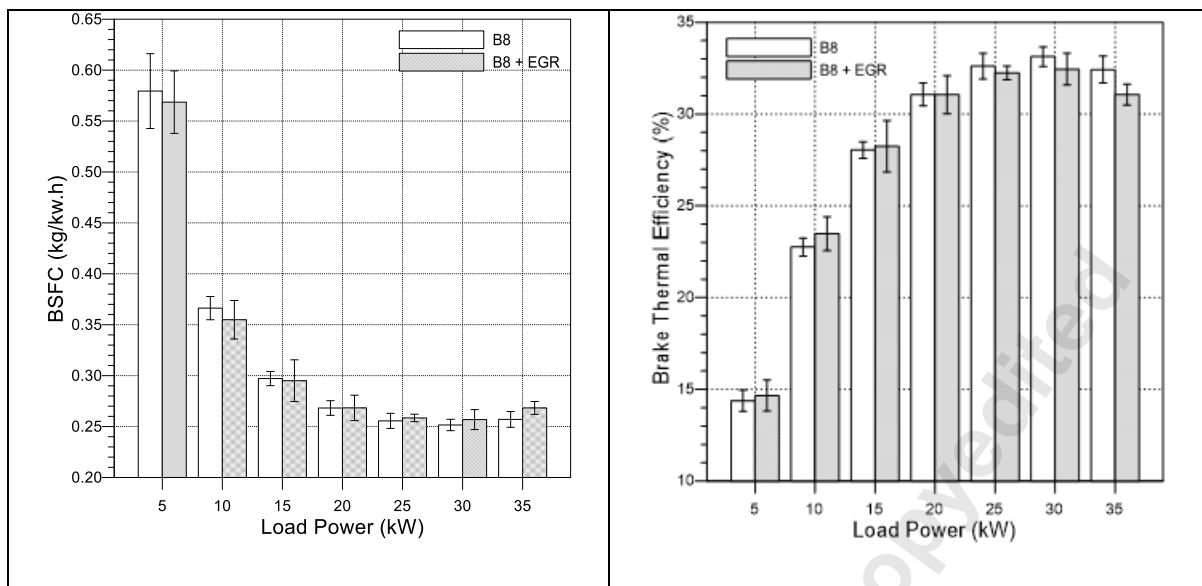 0.65
0.60
0.55
0.50
0.45
0.40
0.35
0.30
0.25
0.20
BSFC (kg/kw.h)
B8
B8 + EGR
5 10 15 20 25 30 35
Load Power (kW)
35
30
25
20
15
10
Brake Thermal Efficiency (%)
B8
B8 + EGR
5 10 15 20 25 30 35
Load Power (kW)
opyedited